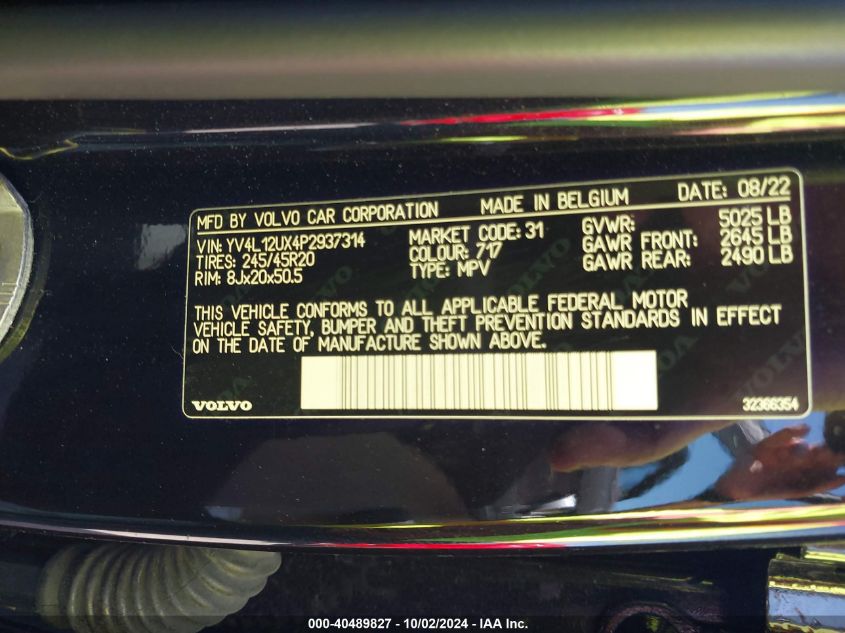 MFD BY VOLVO CAR CORPORATION MADE IN BELGIUM DATE: 08/22
VIN: YV4L12UX4P2937314 MARKET CODE: 31 GVWR: 5025 LB
TIRES: 245/45R20 COLOUR: 717 GAWR FRONT: 2645 LB
RIM: 8Jx20x50.5 TYPE: MPV GAWR REAR: 2490 LB
THIS VEHICLE CONFORMS TO ALL APPLICABLE FEDERAL MOTOR
VEHICLE SAFETY, BUMPER AND THEFT PREVENTION STANDARDS IN EFFECT
ON THE DATE OF MANUFACTURE SHOWN ABOVE.
VOLVO 32366354
000-40489827 - 10/02/2024 - IAA Inc.